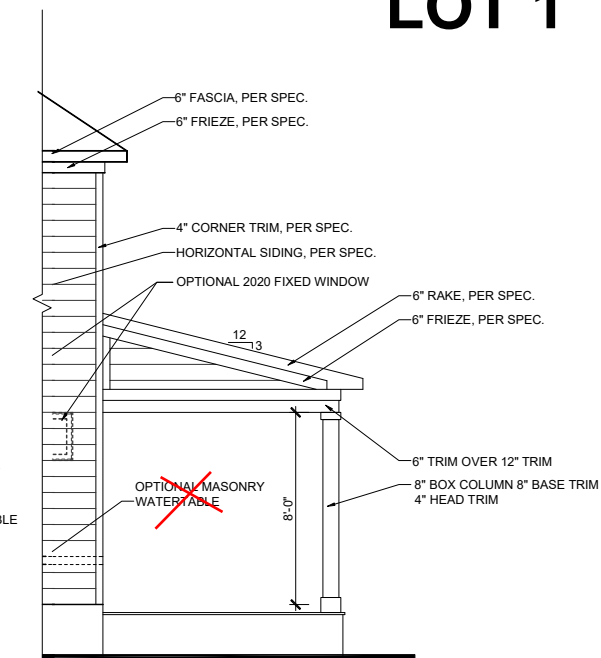 LOT 1
6" FASCIA, PER SPEC.
6" FRIEZE, PER SPEC.
4" CORNER TRIM, PER SPEC.
HORIZONTAL SIDING, PER SPEC.
OPTIONAL 2020 FIXED WINDOW
6" RAKE, PER SPEC.
6" FRIEZE, PER SPEC.
12
3
6" TRIM OVER 12" TRIM
8" BOX COLUMN 8" BASE TRIM
4" HEAD TRIM
OPTIONAL MASONRY
WATERTABLE
8'-0"